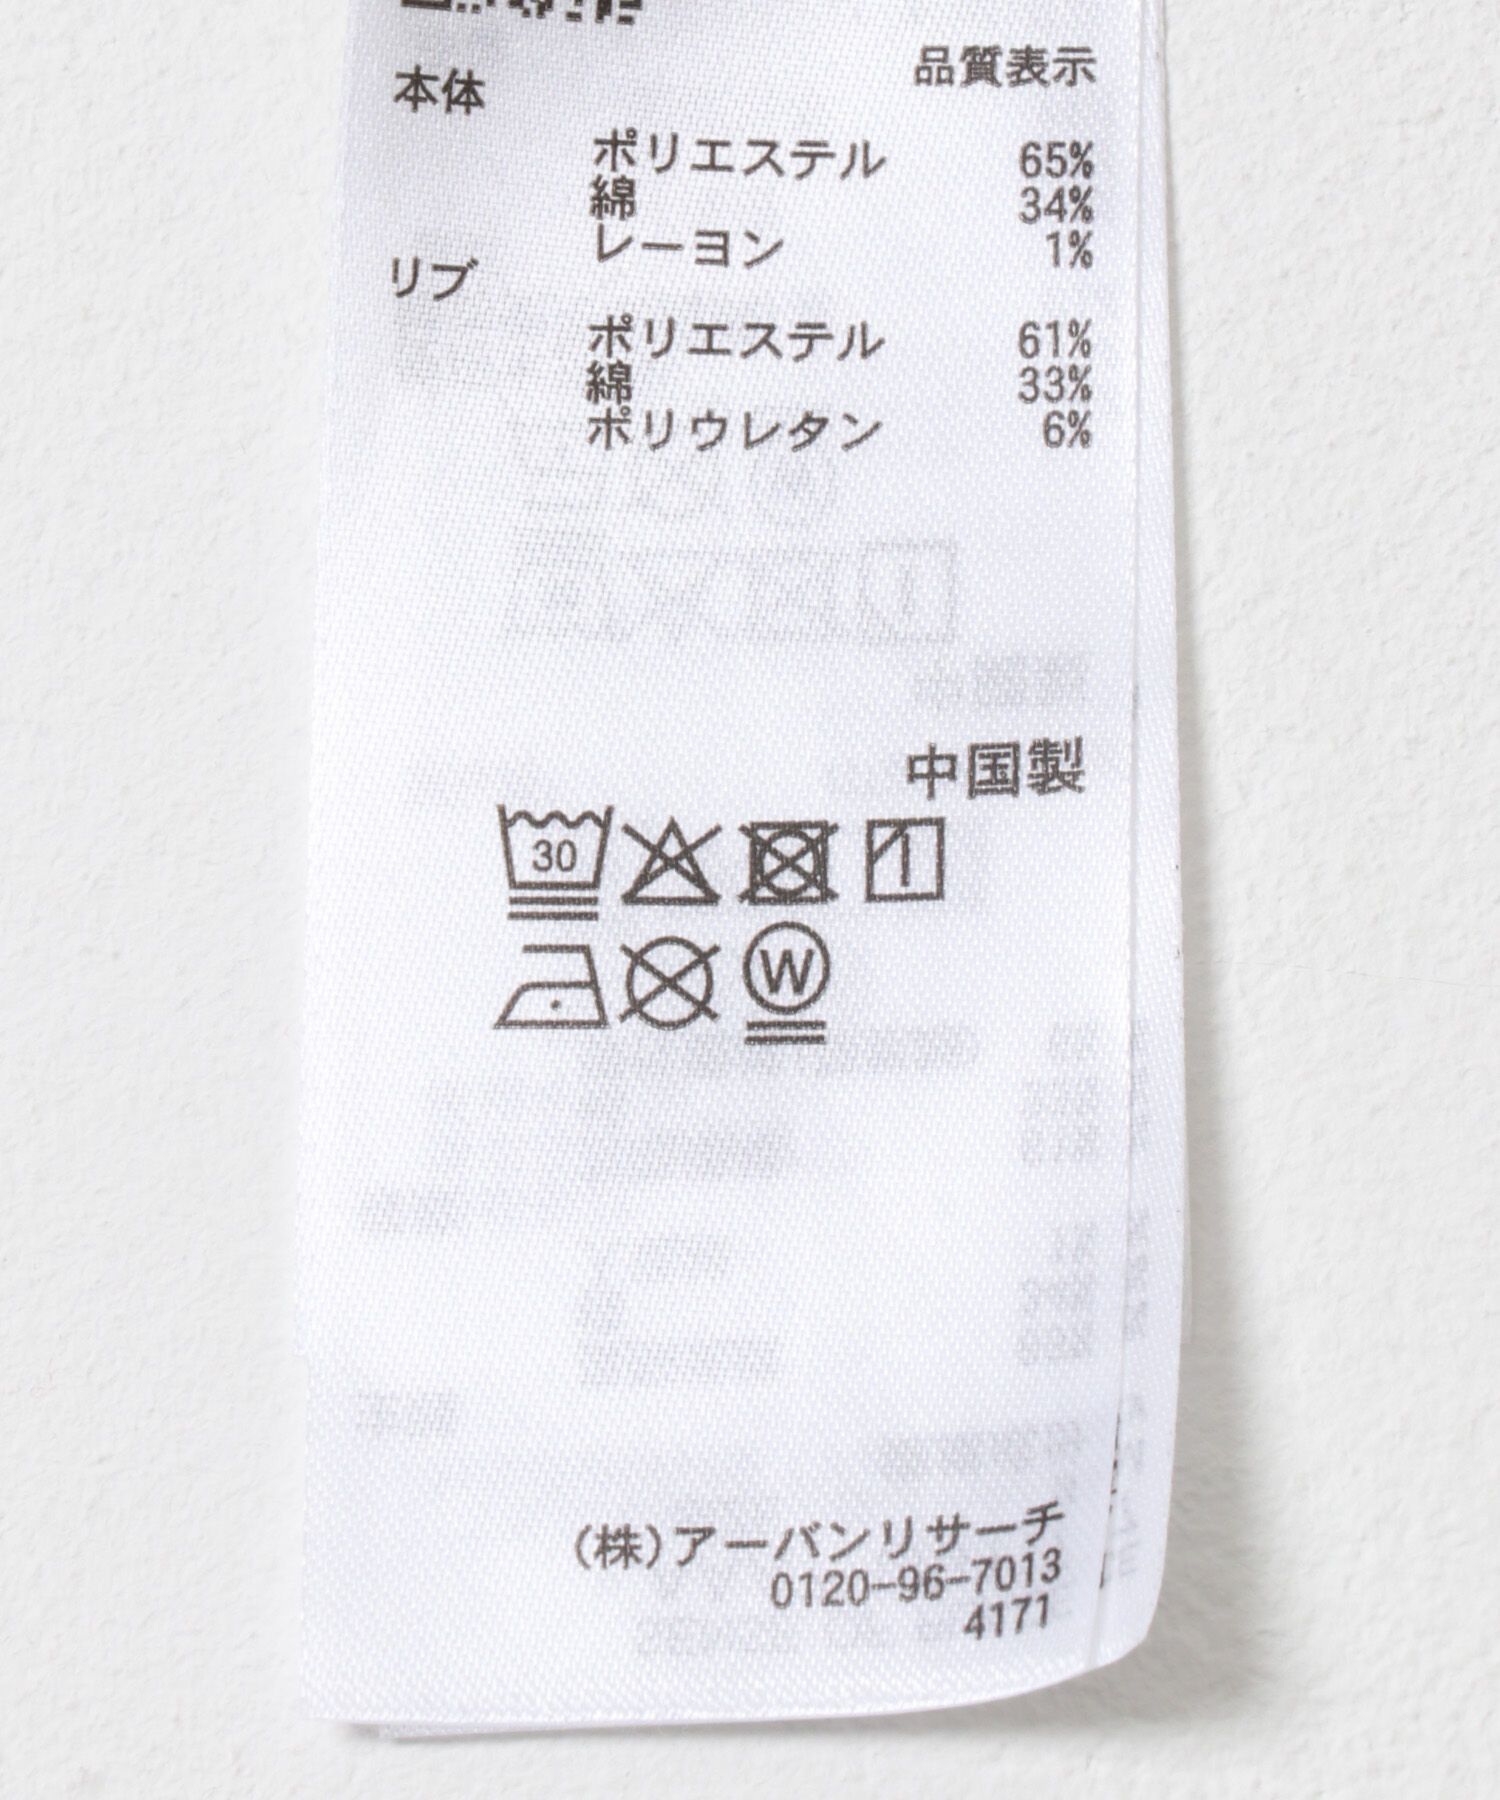 品質表示
本体
ポリエステル 65%
綿 34%
レーヨン 1%
リブ
ポリエステル 61%
綿 33%
ポリウレタン 6%
中国製
30
W
(株)アーバンリサーチ
0120-96-7013
4171